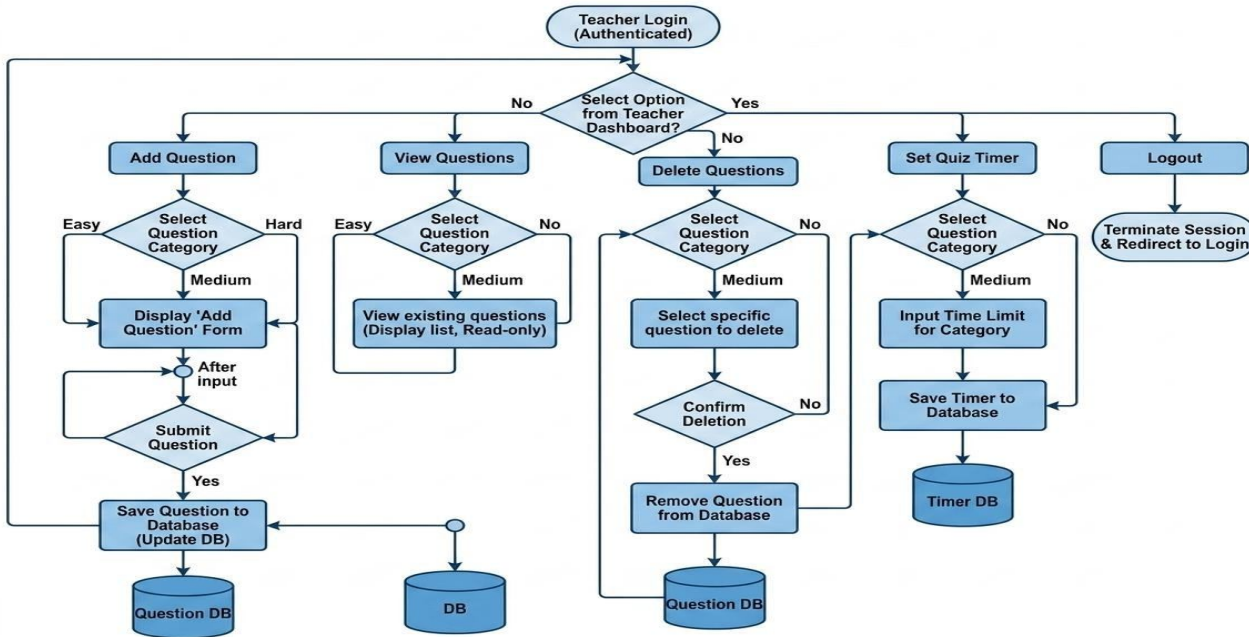 Teacher Login
(Authenticated)
Select Option
from Teacher
Dashboard?
No
Yes
No
Add Question
View Questions
Delete Questions
Set Quiz Timer
Logout
Easy
Select
Question
Category
Hard
Medium
Easy
Select
Question
Category
No
Medium
Select
Question
Category
No
Medium
Select
Question
Category
No
Medium
Terminate Session
& Redirect to Login
Display 'Add
Question' Form
View existing questions
(Display list, Read-only)
Select specific
question to delete
Input Time Limit
for Category
After
input
Submit
Question
Yes
Confirm
Deletion
No
Yes
Save Timer to
Database
Timer DB
Save Question to
Database
(Update DB)
Remove Question
from Database
Question DB
DB
Question DB